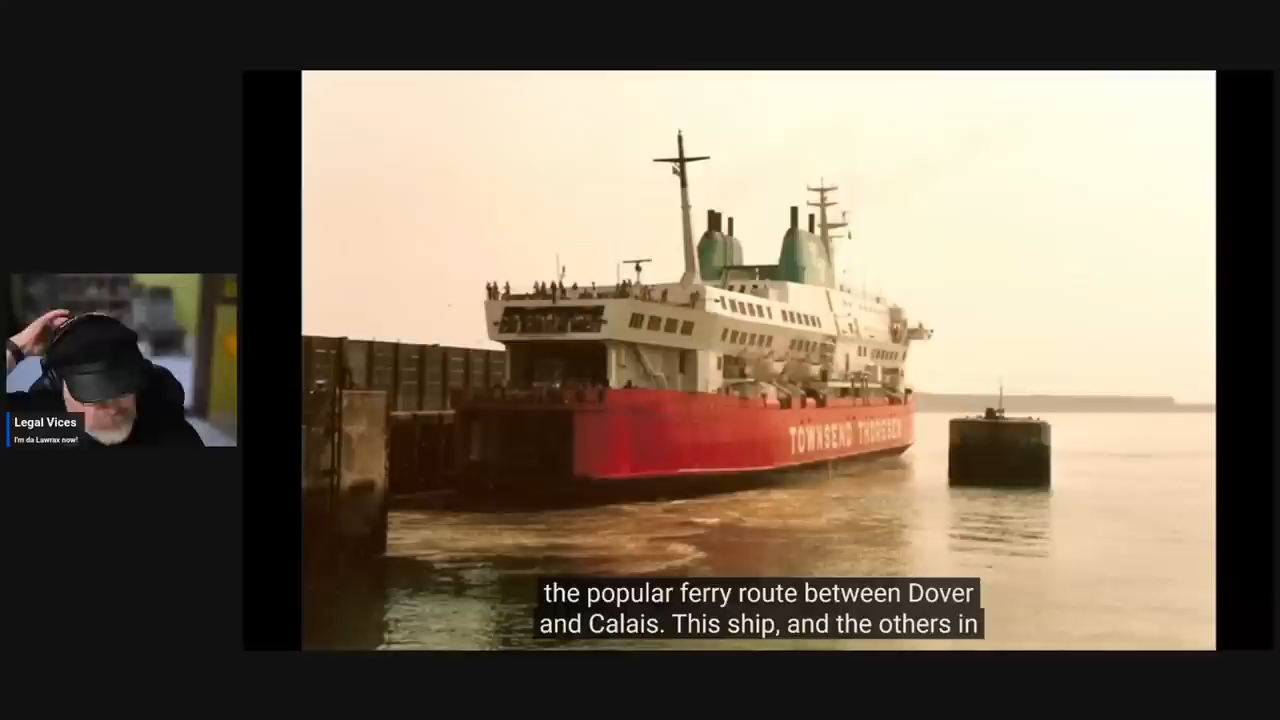 TOWNSEND THORESEN
Legal Vices
I'm da Lawrax now!
the popular ferry route between Dover
and Calais. This ship, and the others in